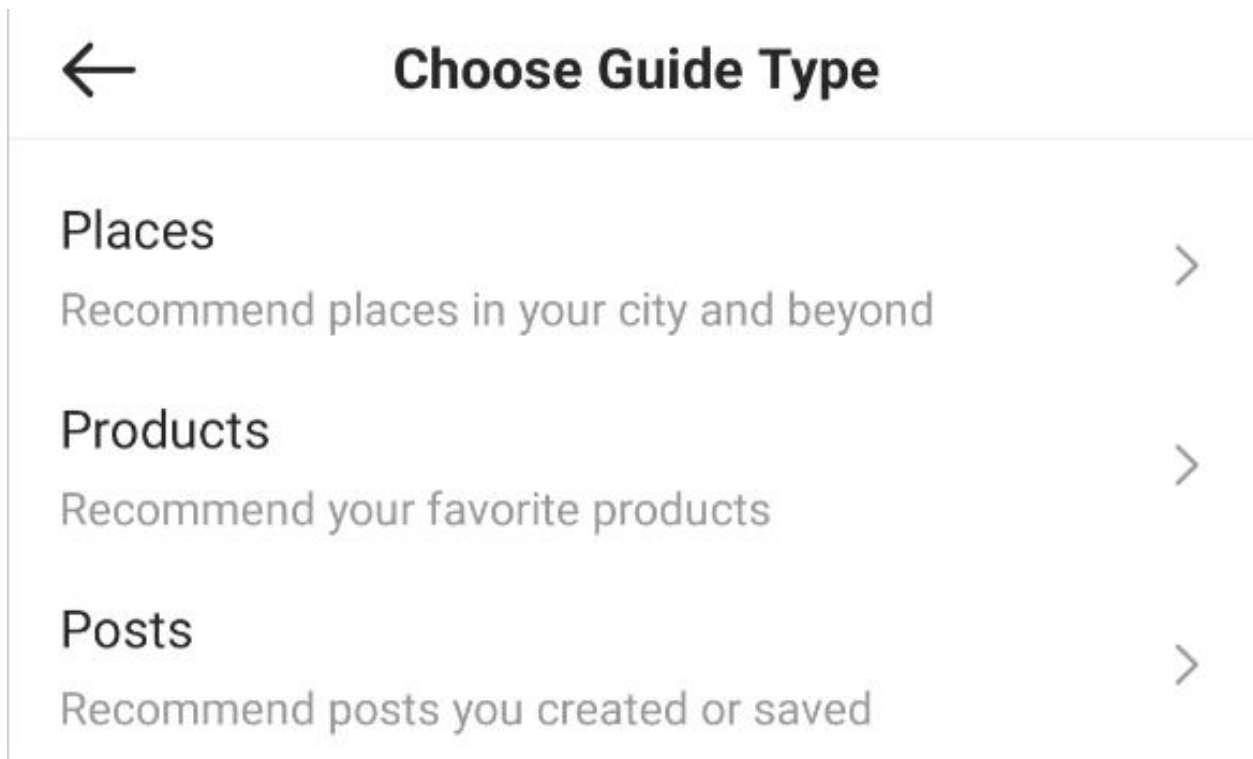 Choose Guide Type
Places
Recommend places in your city and beyond
Products
Recommend your favorite products
Posts
Recommend posts you created or saved